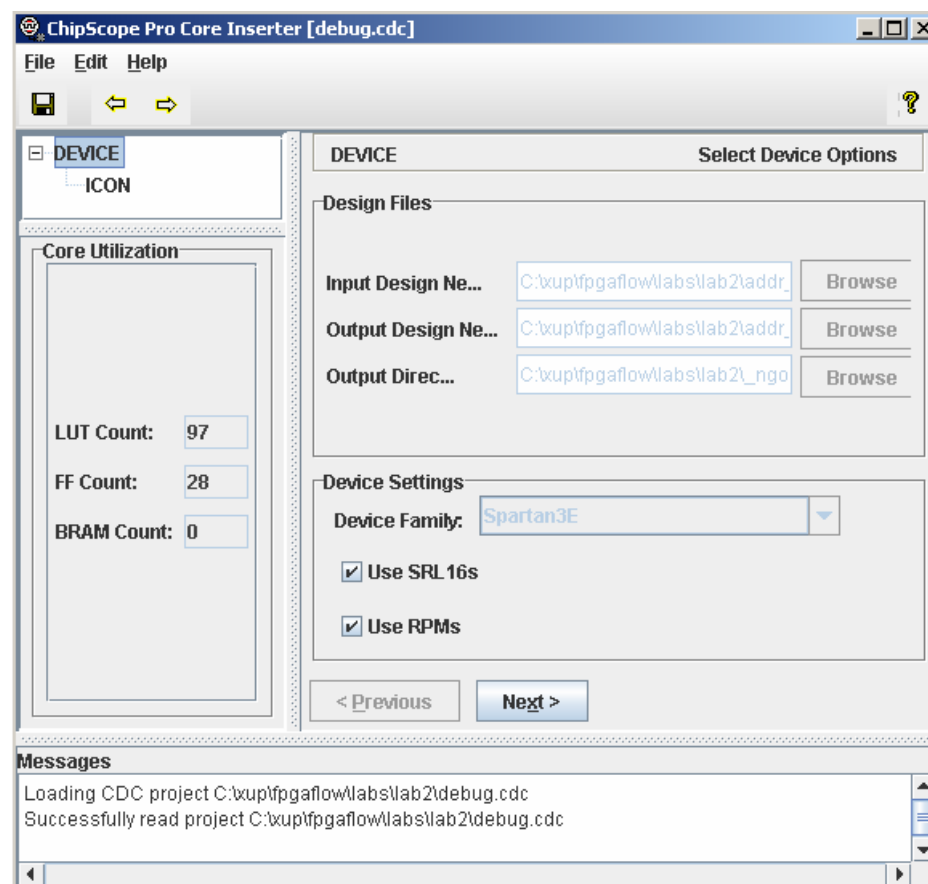 ChipScope Pro Core Inserter [debug.cdc]
File Edit Help
DEVICE
ICON
Core Utilization
LUT Count: 97
FF Count: 28
BRAM Count: 0
DEVICE Select Device Options
Design Files
Input Design Ne... C:\xup\fpgaflow\labs\lab2\addr_ Browse
Output Design Ne... C:\xup\fpgaflow\labs\lab2\addr_ Browse
Output Direc... C:\xup\fpgaflow\labs\lab2\_ngo Browse
Device Settings
Device Family: Spartan3E
Use SRL16s
Use RPMs
< Previous Next >
Messages
Loading CDC project C:\xup\fpgaflow\labs\lab2\debug.cdc
Successfully read project C:\xup\fpgaflow\labs\lab2\debug.cdc